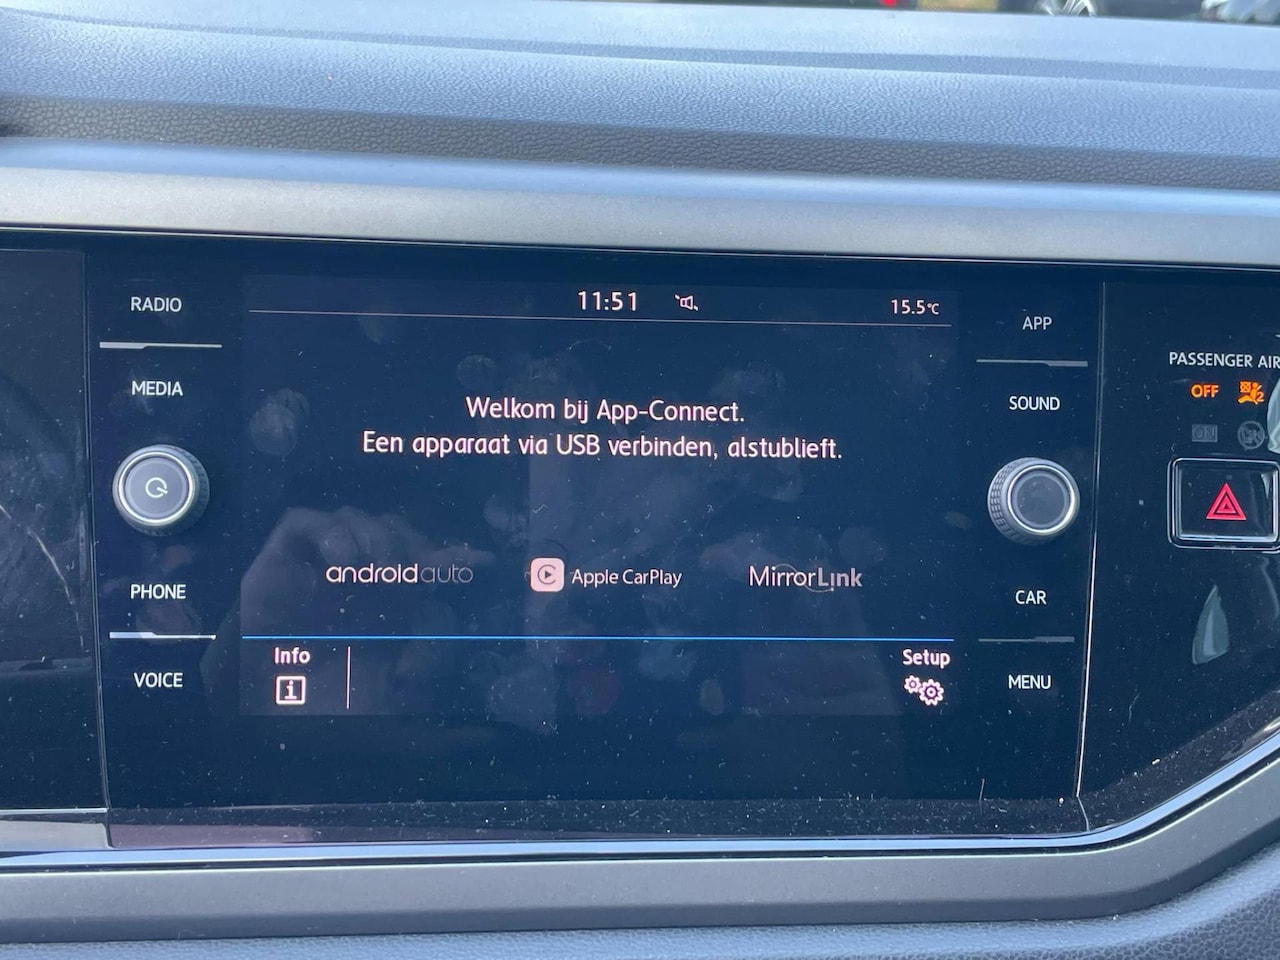 RADIO
MEDIA
PHONE
VOICE
11:51
15.5°C
Welkom bij App-Connect.
Een apparaat via USB verbinden, alstublieft.
androidauto
Apple CarPlay
MirrorLink
Info
Setup
APP
SOUND
CAR
MENU
PASSENGER AIR
OFF